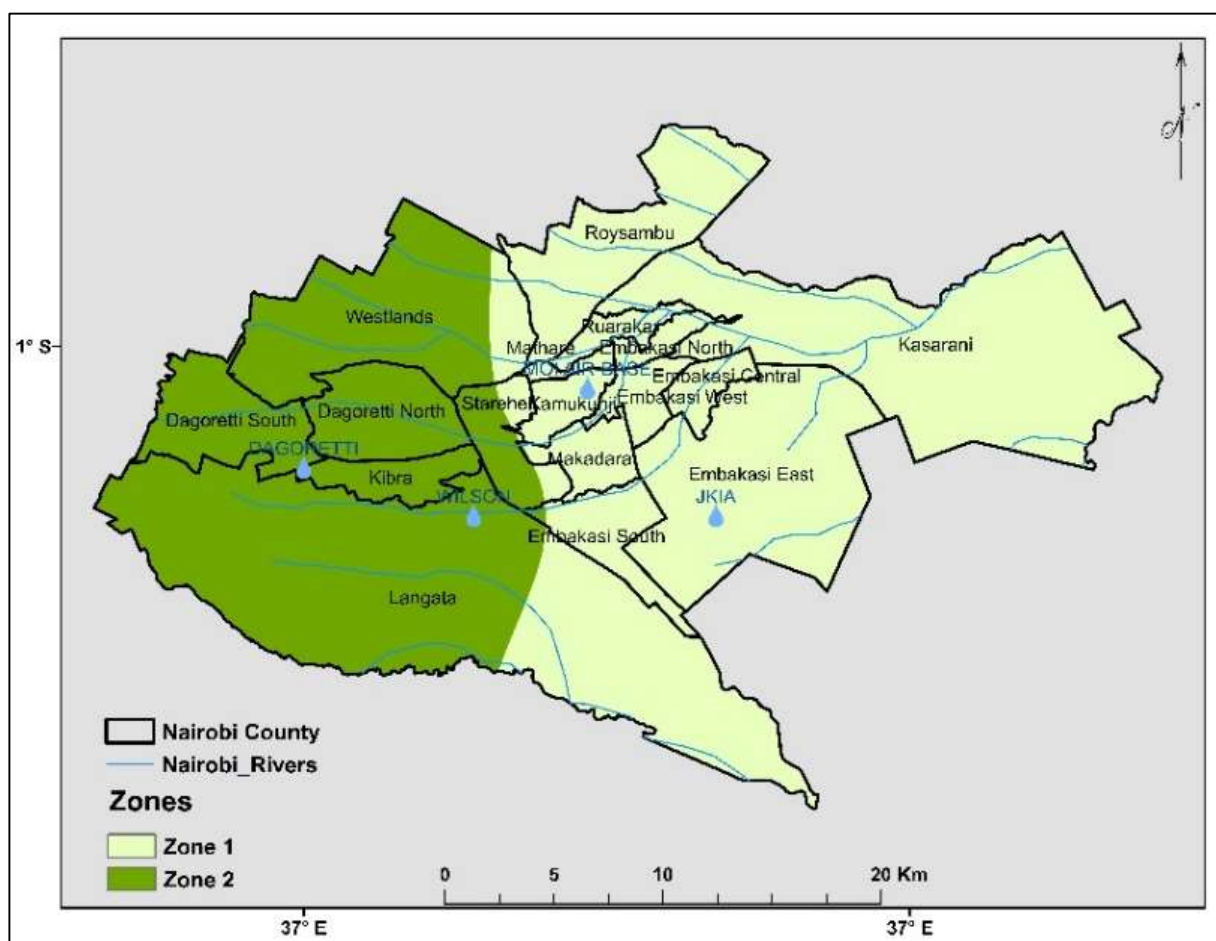 N
Roysambu
Westlands
Ruaraka
1° S
Mathare
Embakasi North
Kasarani
MOI AIR BASE
Embakasi Central
Starehe
Kamukunji
Embakasi West
Dagoretti South
Dagoretti North
DAGORETTI
Makadara
Kibra
Embakasi East
WILSON
JKIA
Embakasi South
Langata
Nairobi County
Nairobi_Rivers
Zones
Zone 1
Zone 2
0 5 10 20 Km
37° E 37° E